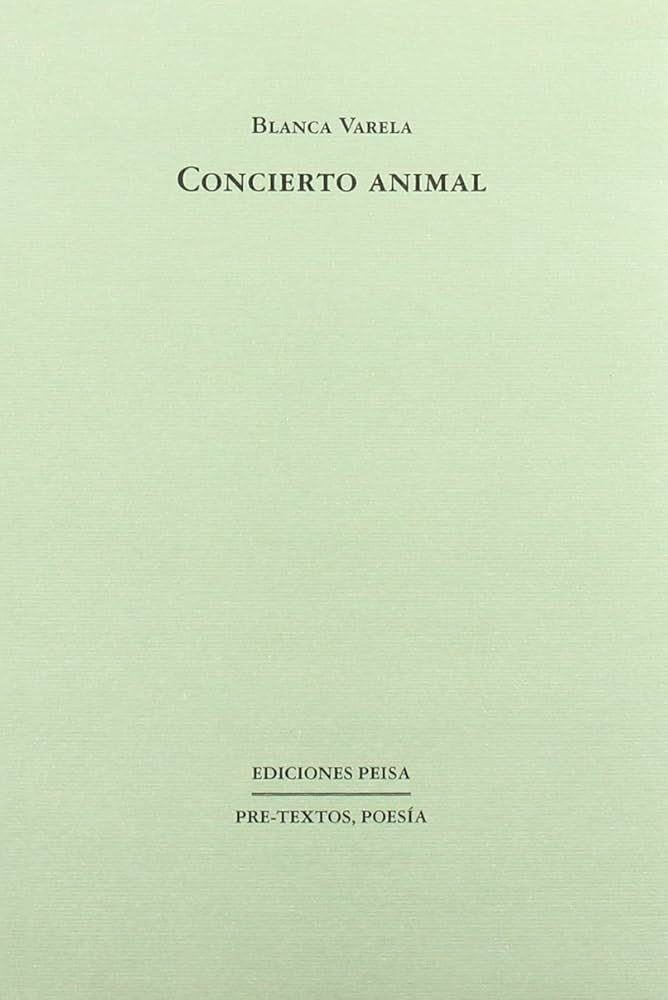 Blanca Varela
Concierto animal
EDICIONES PEISA
PRE-TEXTOS, POESÍA